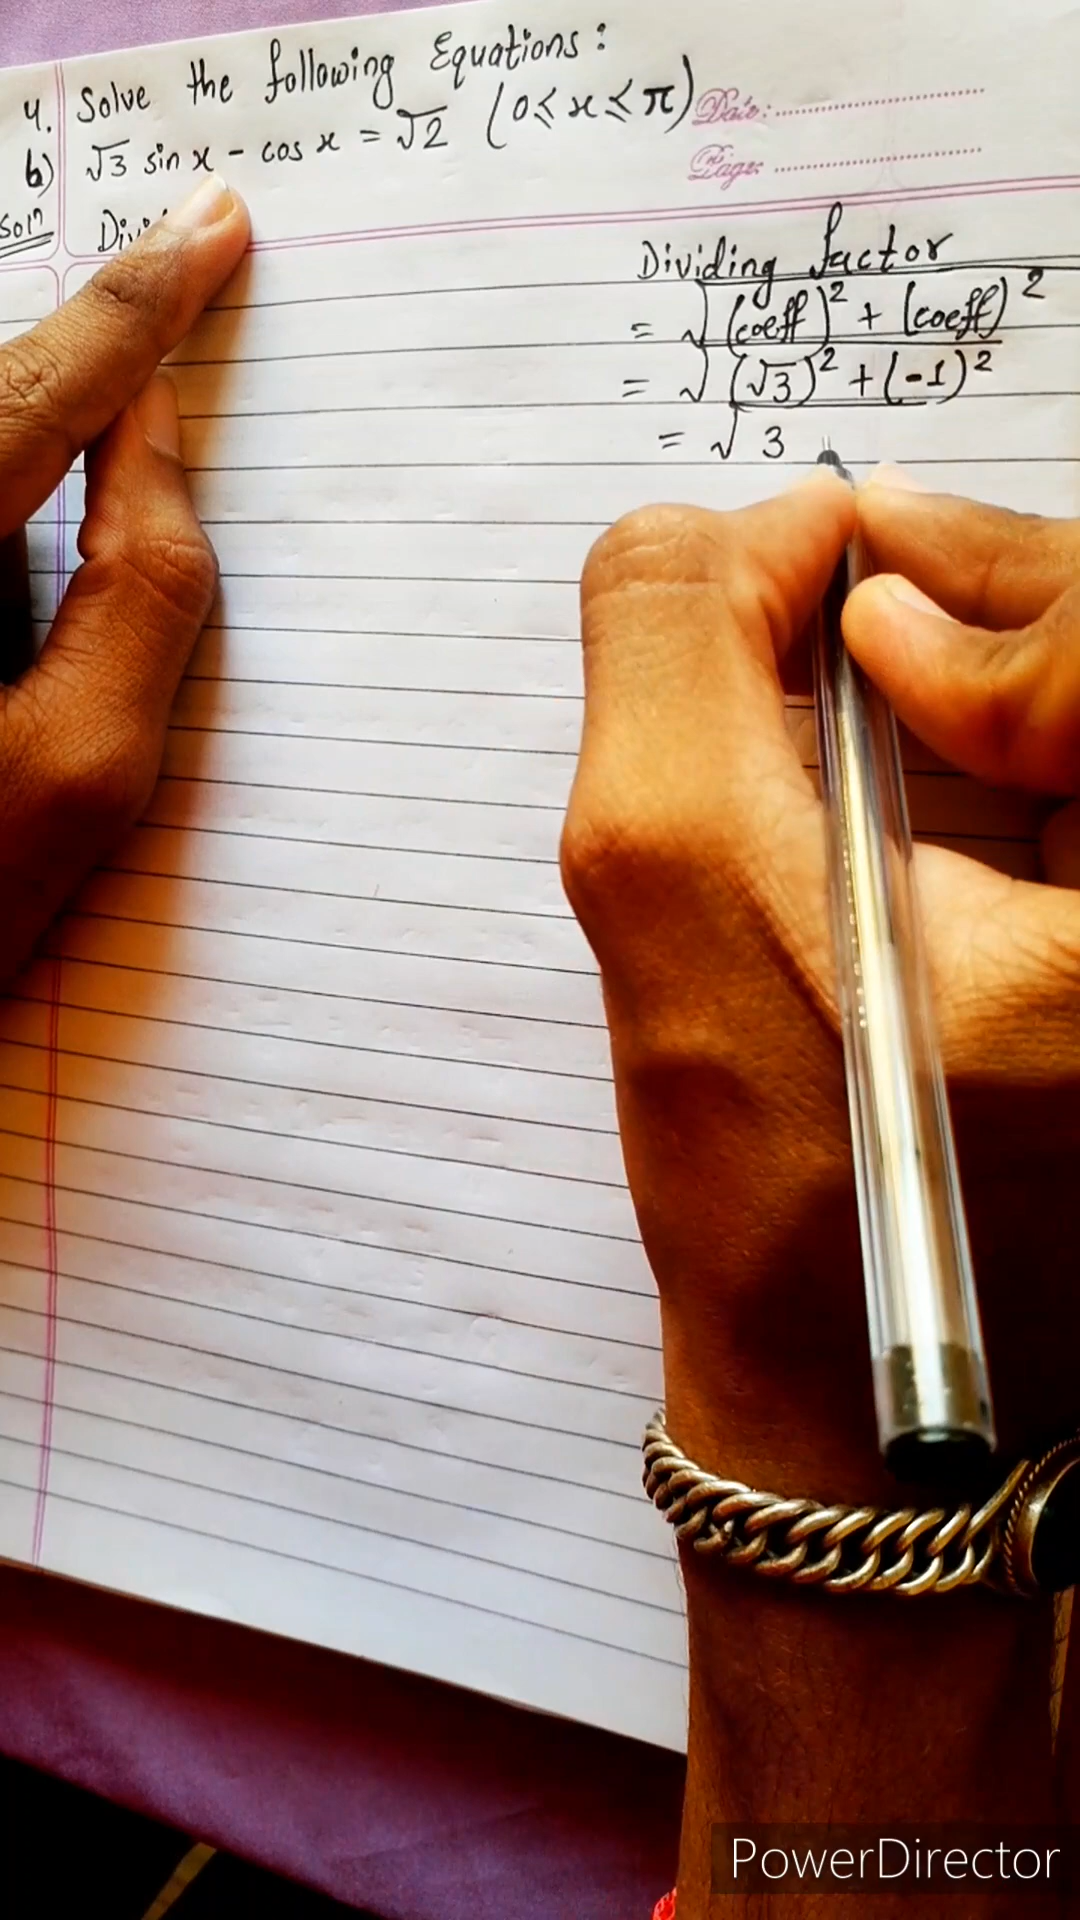 4. Solve the following Equations:
b) √3 sin x - cos x = √2 (0 ≤ x ≤ π)
Date:
Page:
Solⁿ
Dividing factor
= √(coeff)² + (coeff)²
= √(√3)² + (-1)²
= √3
PowerDirector